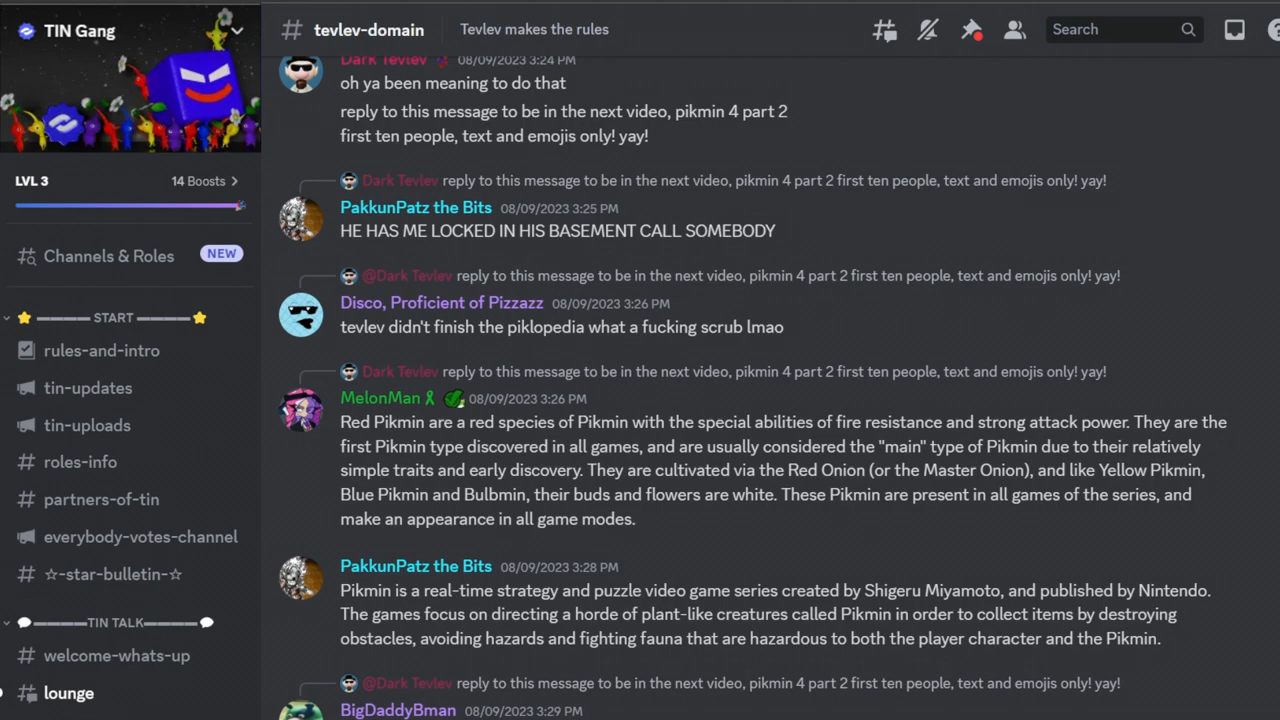 TIN Gang
LVL 3
14 Boosts
Channels & Roles
NEW
START
rules-and-intro
tin-updates
tin-uploads
roles-info
partners-of-tin
everybody-votes-channel
☆-star-bulletin-☆
TIN TALK
welcome-whats-up
lounge
tevlev-domain
Tevlev makes the rules
Search
Dark Tevlev 08/09/2023 3:24 PM
oh ya been meaning to do that
reply to this message to be in the next video, pikmin 4 part 2
first ten people, text and emojis only! yay!
Dark Tevlev reply to this message to be in the next video, pikmin 4 part 2 first ten people, text and emojis only! yay!
PakkunPatz the Bits 08/09/2023 3:25 PM
HE HAS ME LOCKED IN HIS BASEMENT CALL SOMEBODY
@Dark Tevlev reply to this message to be in the next video, pikmin 4 part 2 first ten people, text and emojis only! yay!
Disco, Proficient of Pizzazz 08/09/2023 3:26 PM
tevlev didn't finish the piklopedia what a fucking scrub lmao
Dark Tevlev reply to this message to be in the next video, pikmin 4 part 2 first ten people, text and emojis only! yay!
MelonMan 08/09/2023 3:26 PM
Red Pikmin are a red species of Pikmin with the special abilities of fire resistance and strong attack power. They are the
first Pikmin type discovered in all games, and are usually considered the "main" type of Pikmin due to their relatively
simple traits and early discovery. They are cultivated via the Red Onion (or the Master Onion), and like Yellow Pikmin,
Blue Pikmin and Bulbmin, their buds and flowers are white. These Pikmin are present in all games of the series, and
make an appearance in all game modes.
PakkunPatz the Bits 08/09/2023 3:28 PM
Pikmin is a real-time strategy and puzzle video game series created by Shigeru Miyamoto, and published by Nintendo.
The games focus on directing a horde of plant-like creatures called Pikmin in order to collect items by destroying
obstacles, avoiding hazards and fighting fauna that are hazardous to both the player character and the Pikmin.
@Dark Tevlev reply to this message to be in the next video, pikmin 4 part 2 first ten people, text and emojis only! yay!
BigDaddyBman 08/09/2023 3:29 PM